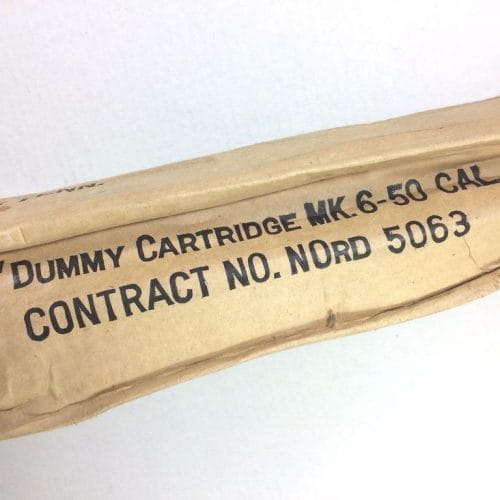 DUMMY CARTRIDGE MK.6-50 CAL
CONTRACT NO. NORD 5063